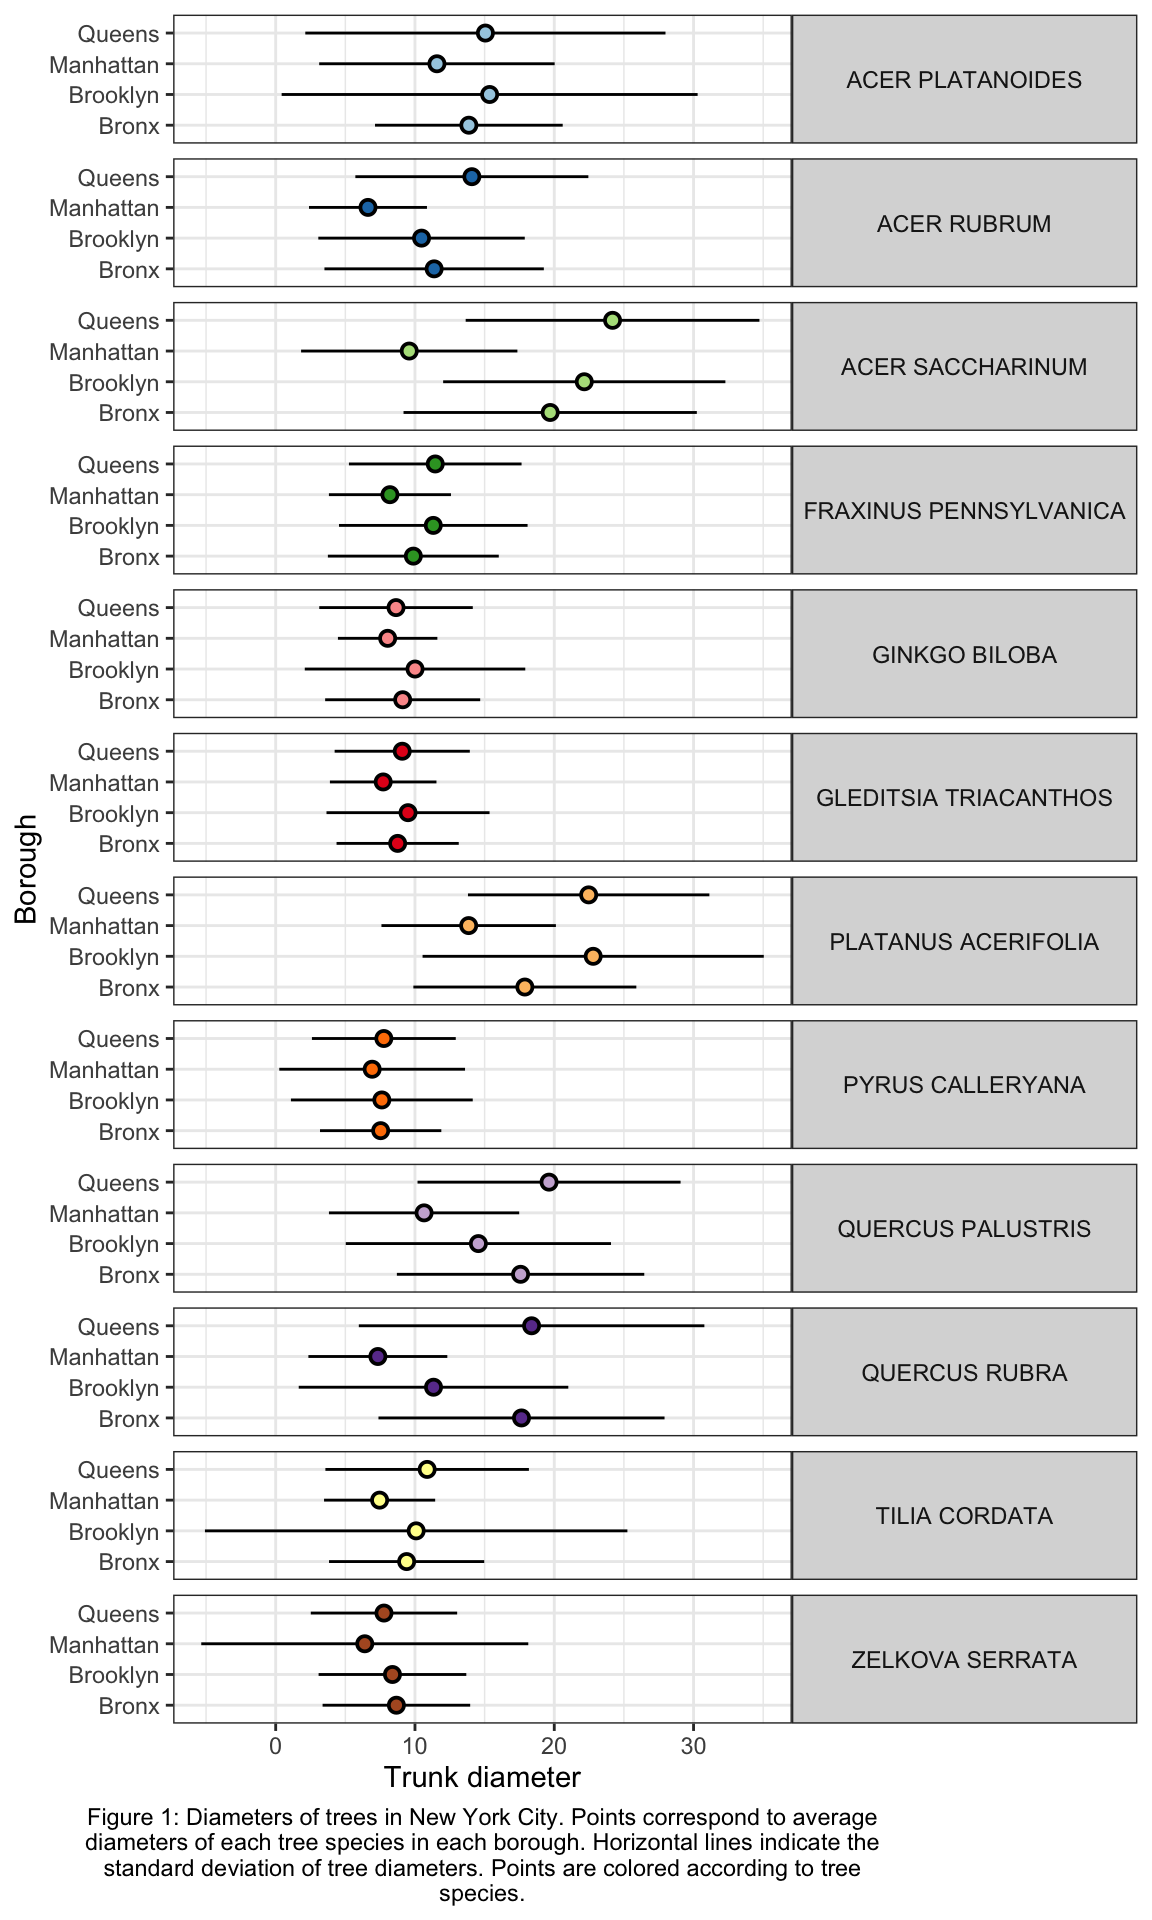 Queens
Manhattan
Brooklyn
Bronx
ACER PLATANOIDES
Queens
Manhattan
Brooklyn
Bronx
ACER RUBRUM
Queens
Manhattan
Brooklyn
Bronx
ACER SACCHARINUM
Queens
Manhattan
Brooklyn
Bronx
FRAXINUS PENNSYLVANICA
Queens
Manhattan
Brooklyn
Bronx
GINKGO BILOBA
Queens
Manhattan
Brooklyn
Bronx
GLEDITSIA TRIACANTHOS
Borough
Queens
Manhattan
Brooklyn
Bronx
PLATANUS ACERIFOLIA
Queens
Manhattan
Brooklyn
Bronx
PYRUS CALLERYANA
Queens
Manhattan
Brooklyn
Bronx
QUERCUS PALUSTRIS
Queens
Manhattan
Brooklyn
Bronx
QUERCUS RUBRA
Queens
Manhattan
Brooklyn
Bronx
TILIA CORDATA
Queens
Manhattan
Brooklyn
Bronx
ZELKOVA SERRATA
0 10 20 30
Trunk diameter
Figure 1: Diameters of trees in New York City. Points correspond to average
diameters of each tree species in each borough. Horizontal lines indicate the
standard deviation of tree diameters. Points are colored according to tree
species.